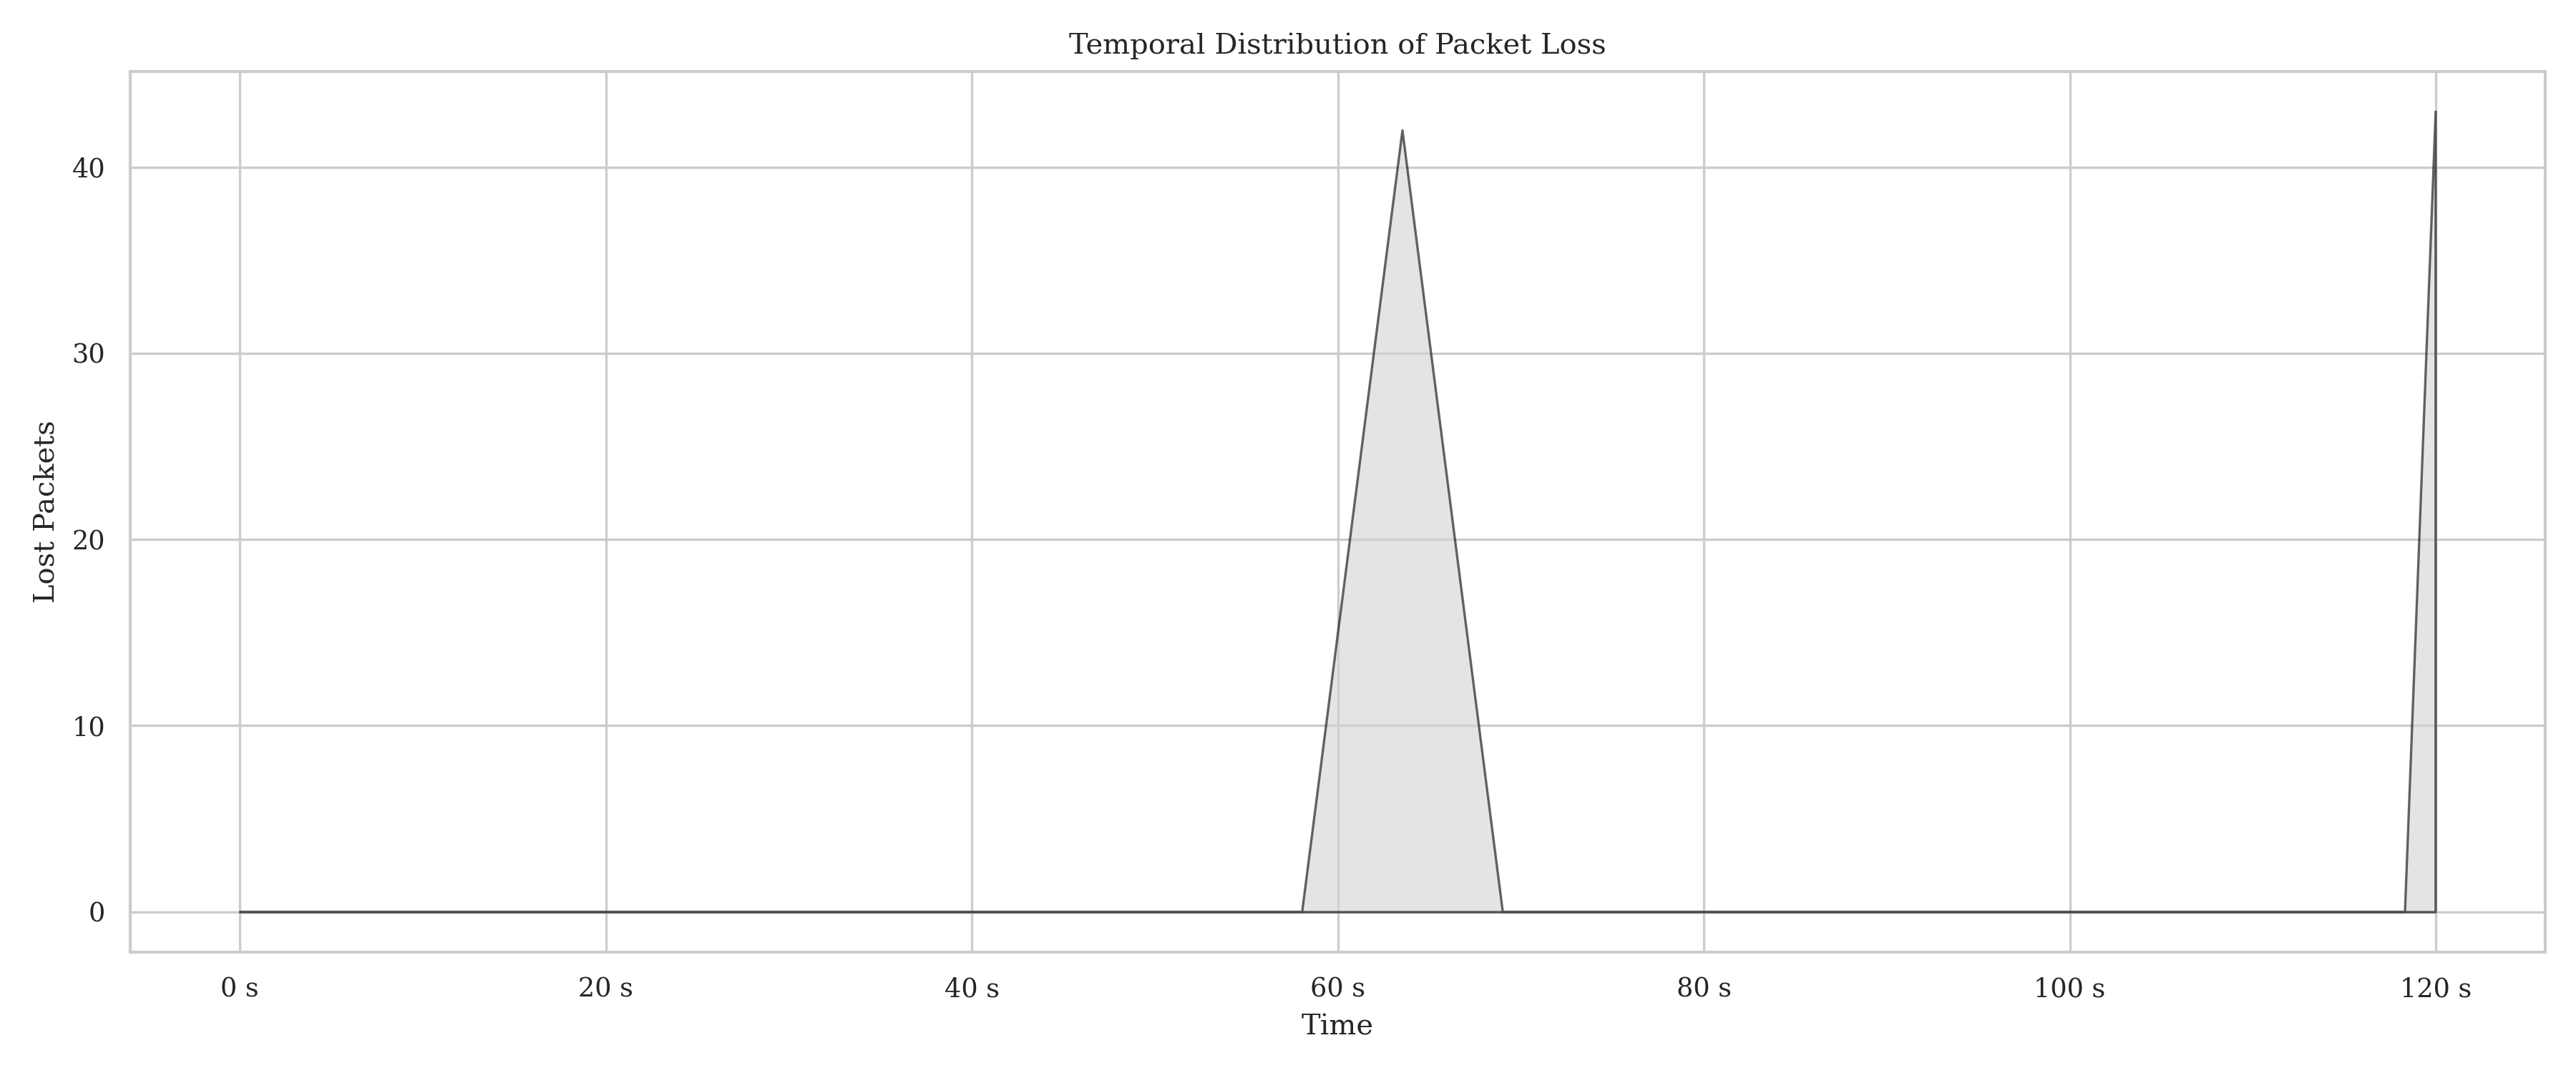 Temporal Distribution of Packet Loss
Lost Packets
40
30
20
10
0
0 s 20 s 40 s 60 s 80 s 100 s 120 s
Time